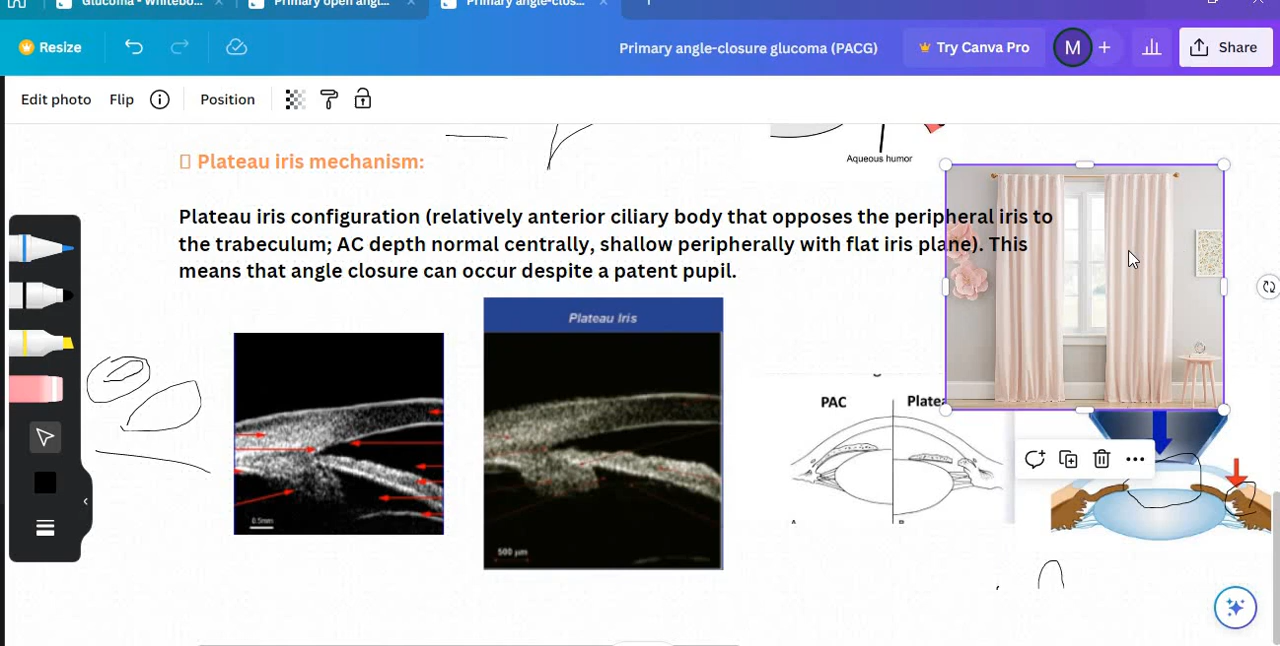 Glucoma - Whitebo...
Primary open angl...
Primary angle-clos...
Resize
Primary angle-closure glucoma (PACG)
Try Canva Pro
M
Share
Edit photo
Flip
Position
Aqueous humor
Plateau iris mechanism:
Plateau iris configuration (relatively anterior ciliary body that opposes the peripheral iris to
the trabeculum; AC depth normal centrally, shallow peripherally with flat iris plane). This
means that angle closure can occur despite a patent pupil.
Plateau Iris
0.5mm
500 µm
PAC
Platea
A
B